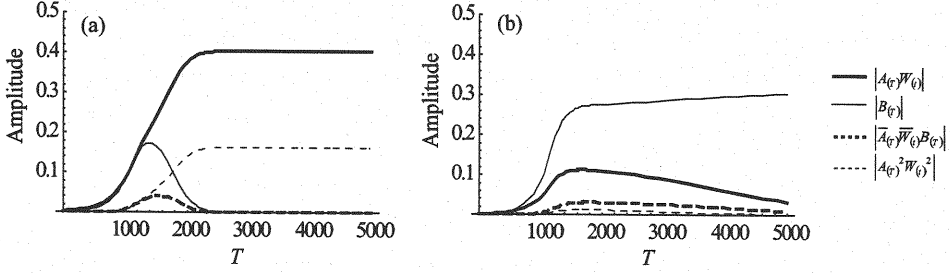 (a)
0.5
0.4
0.3
0.2
0.1
Amplitude
1000 2000 3000 4000 5000
T
(b)
0.5
0.4
0.3
0.2
0.1
Amplitude
1000 2000 3000 4000 5000
T
|A(T)W(t)|
|B(T)|
|A̅(T)W̅(t)B(T)|
|A(T)²W(t)²|